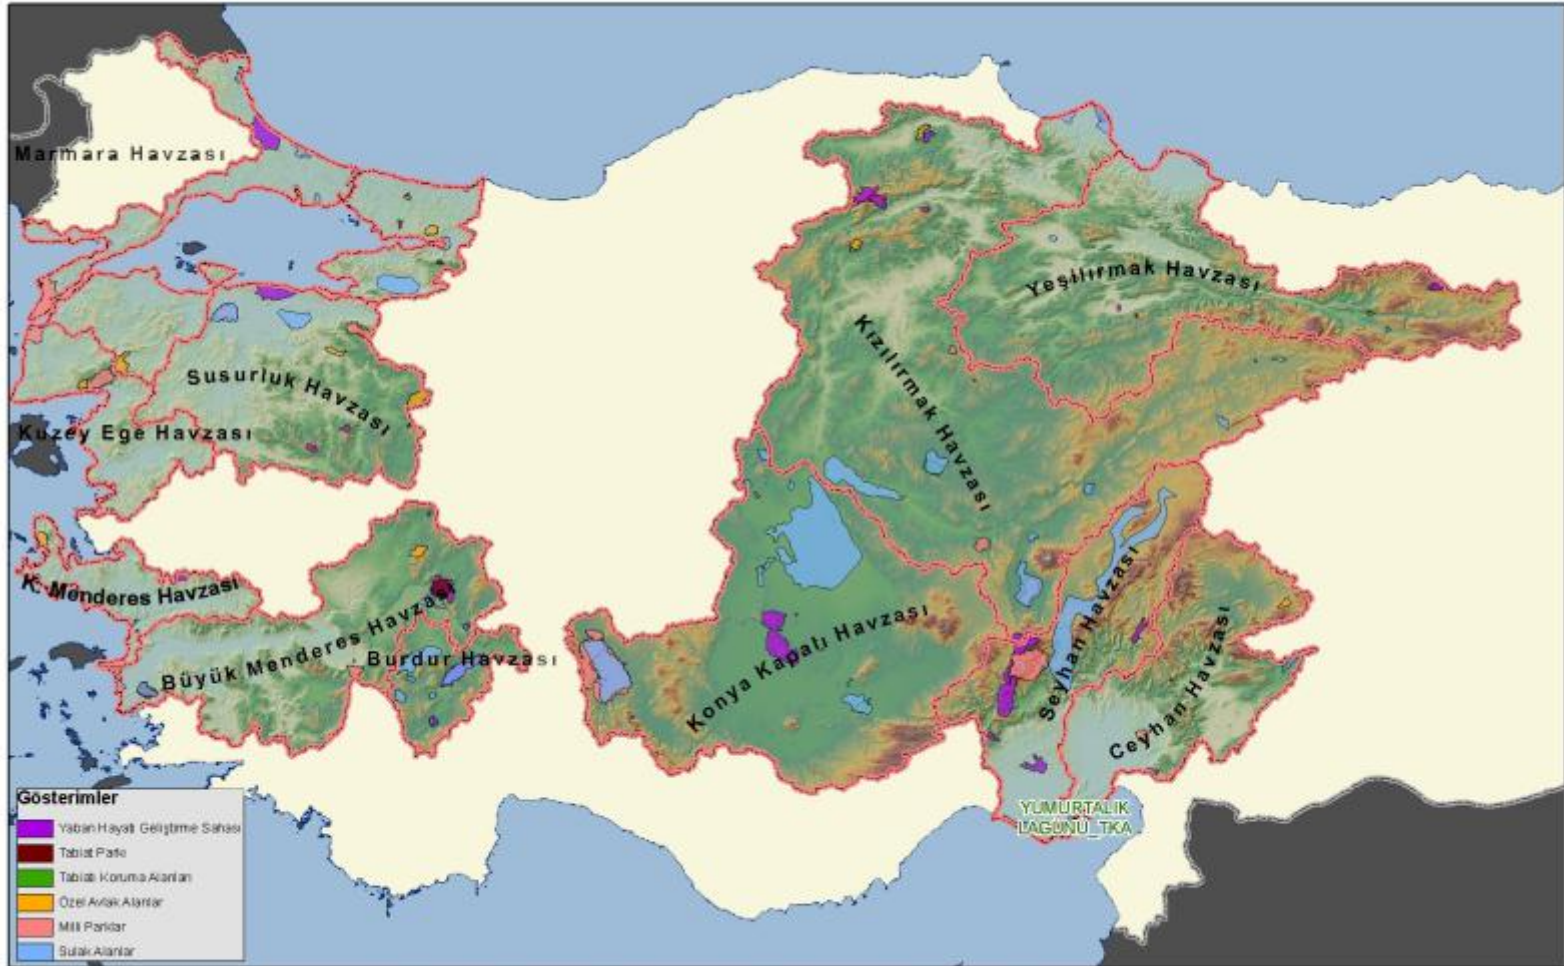 Marmara Havzası
Yeşilırmak Havzası
Kızılırmak Havzası
Susurluk Havzası
Kuzey Ege Havzası
K. Menderes Havzası
Büyük Menderes Havzası
Burdur Havzası
Konya Kapatı Havzası
Seyhan Havzası
Ceyhan Havzası
YUMURTALIK
LAGÜNÜ_TKA
Gösterimler
Yaban Hayatı Geliştirme Sahası
Tabiat Parkı
Tabiatı Koruma Alanları
Özel Avlak Alanlar
Milli Parklar
Sulak Alanlar